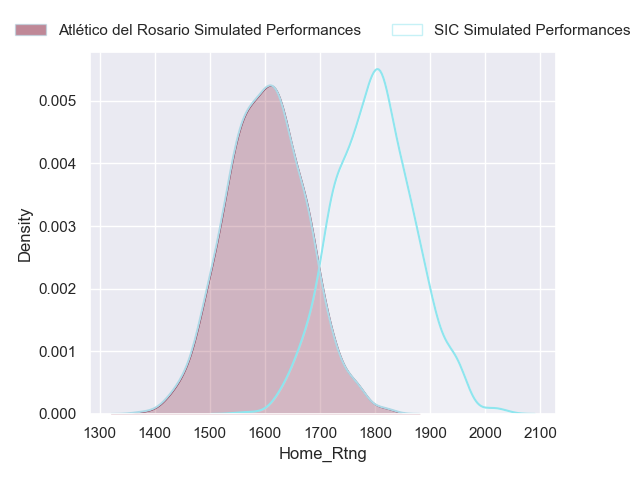 Atlético del Rosario Simulated Performances SIC Simulated Performances
0.005
0.004
0.003
0.002
0.001
0.000
Density
1300 1400 1500 1600 1700 1800 1900 2000 2100
Home_Rtng